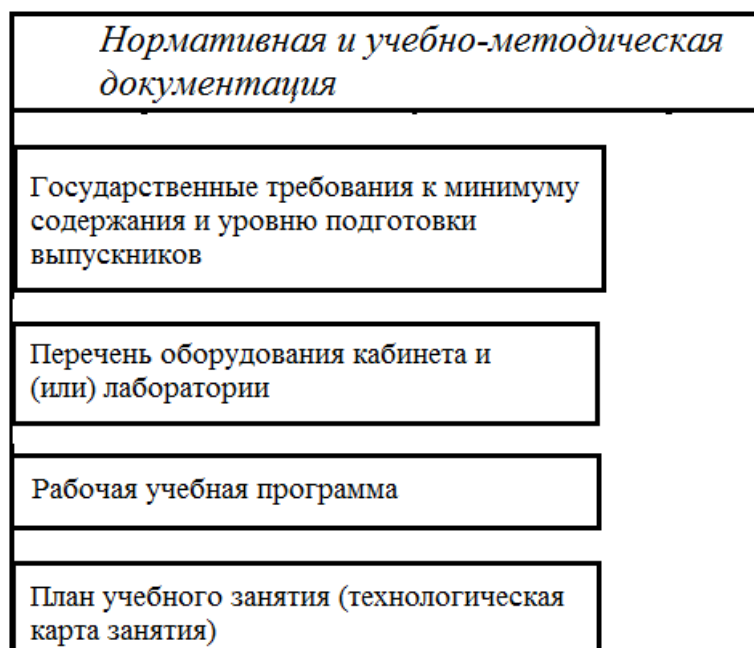 Нормативная и учебно-методическая
документация
Государственные требования к минимуму
содержания и уровню подготовки
выпускников
Перечень оборудования кабинета и
(или) лаборатории
Рабочая учебная программа
План учебного занятия (технологическая
карта занятия)